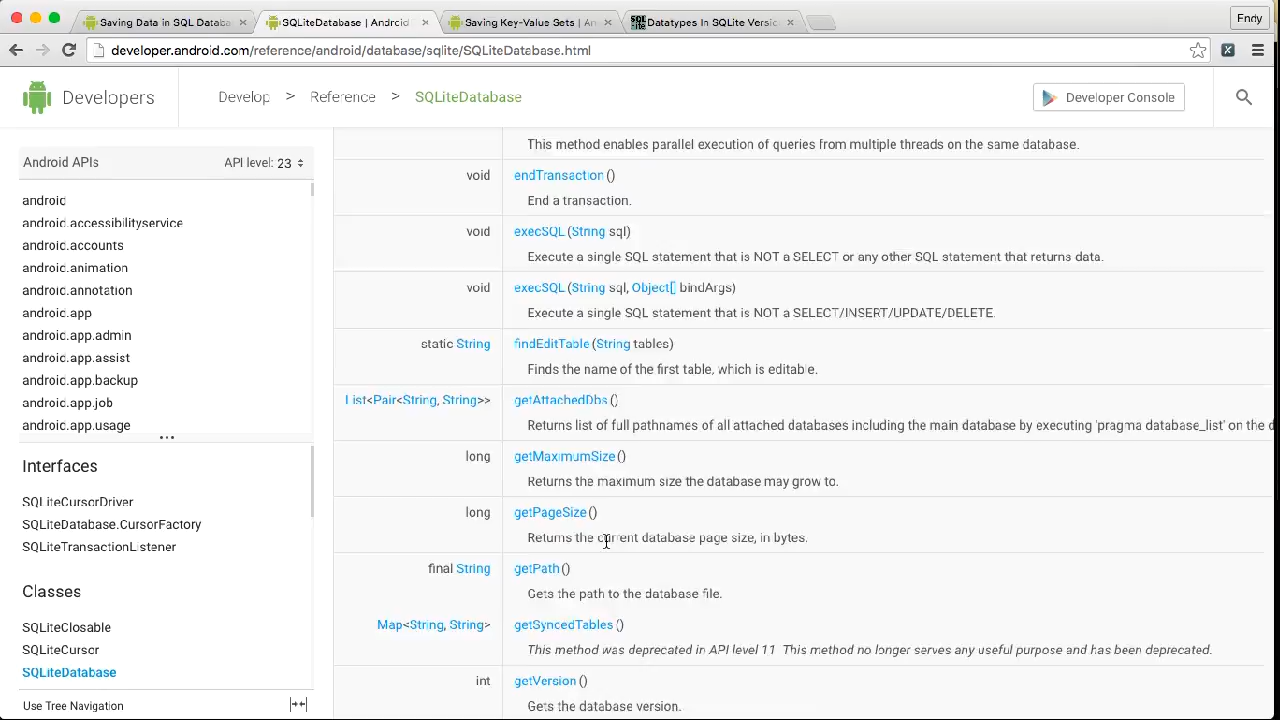 Saving Data in SQL Datab
SQLiteDatabase | Android
Saving Key-Value Sets | An
Datatypes In SQLite Versio
Endy
developer.android.com/reference/android/database/sqlite/SQLiteDatabase.html
Developers
Develop > Reference > SQLiteDatabase
Developer Console
Android APIs
API level: 23
android
android.accessibilityservice
android.accounts
android.animation
android.annotation
android.app
android.app.admin
android.app.assist
android.app.backup
android.app.job
android.app.usage
Interfaces
SQLiteCursorDriver
SQLiteDatabase.CursorFactory
SQLiteTransactionListener
Classes
SQLiteClosable
SQLiteCursor
SQLiteDatabase
Use Tree Navigation
This method enables parallel execution of queries from multiple threads on the same database.
void endTransaction()
End a transaction.
void execSQL(String sql)
Execute a single SQL statement that is NOT a SELECT or any other SQL statement that returns data.
void execSQL(String sql, Object[] bindArgs)
Execute a single SQL statement that is NOT a SELECT/INSERT/UPDATE/DELETE.
static String findEditTable(String tables)
Finds the name of the first table, which is editable.
List<Pair<String, String>> getAttachedDbs()
Returns list of full pathnames of all attached databases including the main database by executing 'pragma database_list' on the d
long getMaximumSize()
Returns the maximum size the database may grow to.
long getPageSize()
Returns the current database page size, in bytes.
final String getPath()
Gets the path to the database file.
Map<String, String> getSyncedTables()
This method was deprecated in API level 11. This method no longer serves any useful purpose and has been deprecated.
int getVersion()
Gets the database version.